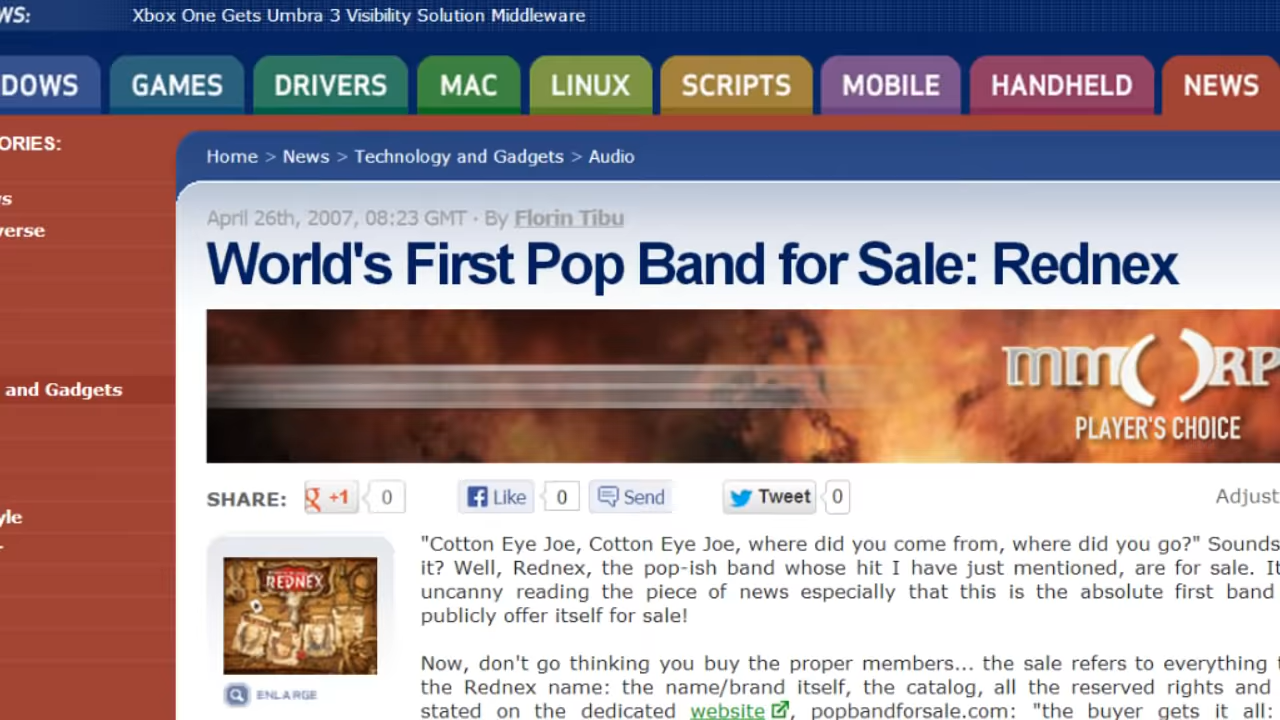 WS:
Xbox One Gets Umbra 3 Visibility Solution Middleware
DOWS GAMES DRIVERS MAC LINUX SCRIPTS MOBILE HANDHELD NEWS
ORIES:
Home > News > Technology and Gadgets > Audio
s
verse
April 26th, 2007, 08:23 GMT · By Florin Tibu
World's First Pop Band for Sale: Rednex
mmorp
PLAYER'S CHOICE
and Gadgets
SHARE: g +1 0 Like 0 Send Tweet 0 Adjust
yle
"Cotton Eye Joe, Cotton Eye Joe, where did you come from, where did you go?" Sounds
it? Well, Rednex, the pop-ish band whose hit I have just mentioned, are for sale. It
uncanny reading the piece of news especially that this is the absolute first band
publicly offer itself for sale!
REDNEX
ENLARGE
Now, don't go thinking you buy the proper members... the sale refers to everything t
the Rednex name: the name/brand itself, the catalog, all the reserved rights and
stated on the dedicated website, popbandforsale.com: "the buyer gets it all: